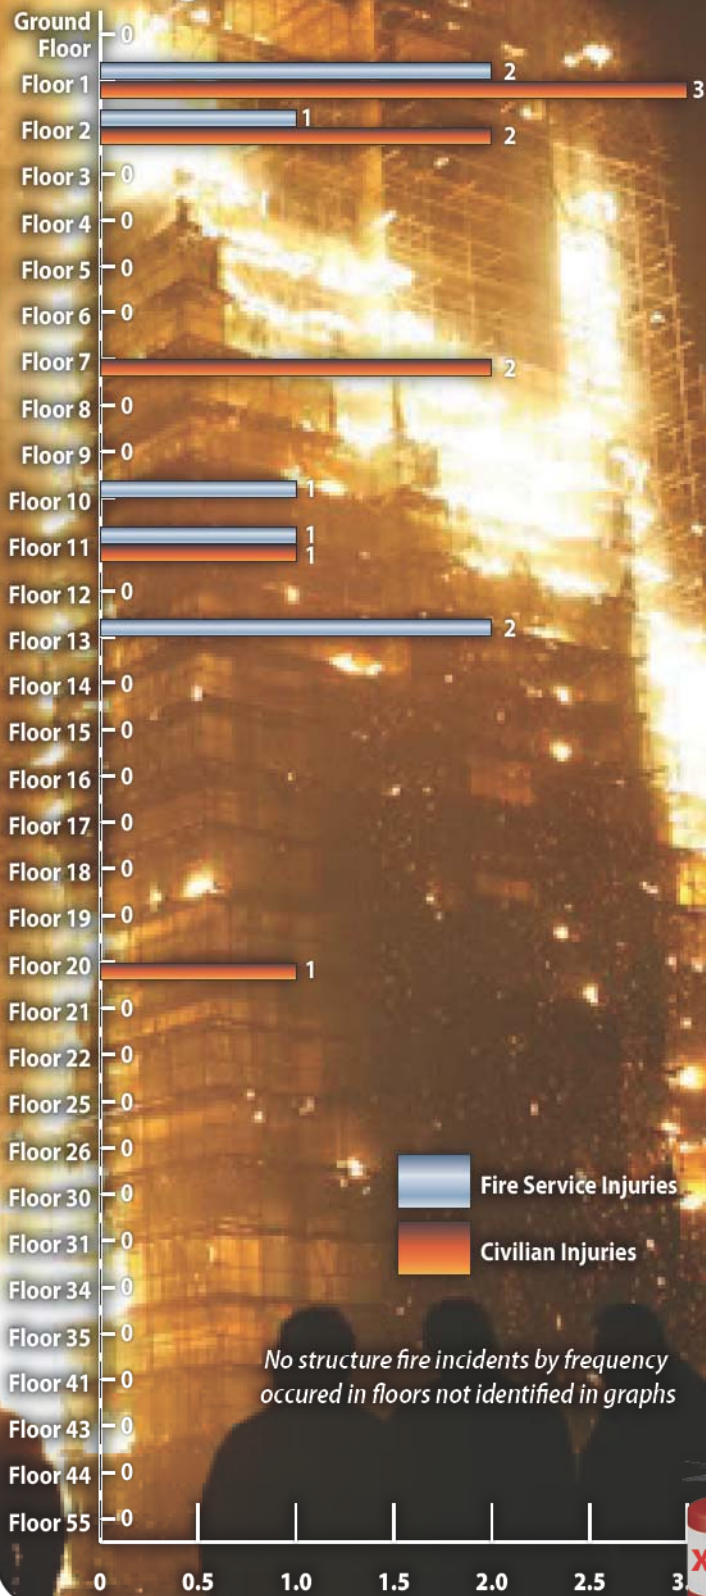 Ground
Floor 0
Floor 1 2
3
Floor 2 1
2
Floor 3 0
Floor 4 0
Floor 5 0
Floor 6 0
Floor 7 2
Floor 8 0
Floor 9 0
Floor 10 1
Floor 11 1
1
Floor 12 0
Floor 13 2
Floor 14 0
Floor 15 0
Floor 16 0
Floor 17 0
Floor 18 0
Floor 19 0
Floor 20 1
Floor 21 0
Floor 22 0
Floor 25 0
Floor 26 0
Floor 30 0
Floor 31 0
Floor 34 0
Floor 35 0
Floor 41 0
Floor 43 0
Floor 44 0
Floor 55 0
Fire Service Injuries
Civilian Injuries
No structure fire incidents by frequency
occured in floors not identified in graphs
0 0.5 1.0 1.5 2.0 2.5 3.
X